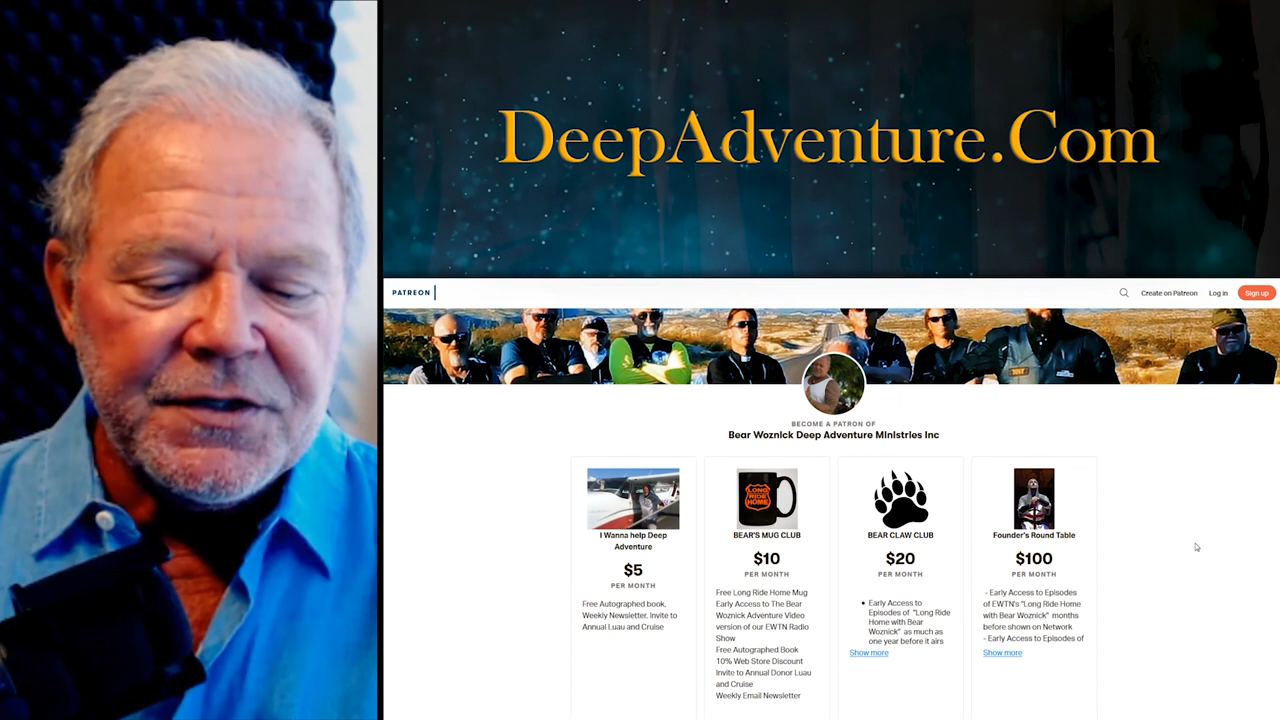 DeepAdventure.Com
PATREON
Create on Patreon
Log in
Sign up
BECOME A PATRON OF
Bear Woznick Deep Adventure Ministries Inc
I Wanna help Deep
Adventure
$5
PER MONTH
Free Autographed book.
Weekly Newsletter. Invite to
Annual Luau and Cruise
LONG
RIDE
HOME
BEAR'S MUG CLUB
$10
PER MONTH
Free Long Ride Home Mug
Early Access to The Bear
Woznick Adventure Video
version of our EWTN Radio
Show
Free Autographed Book
10% Web Store Discount
Invite to Annual Donor Luau
and Cruise
Weekly Email Newsletter
BEAR CLAW CLUB
$20
PER MONTH
• Early Access to
Episodes of "Long Ride
Home with Bear
Woznick" as much as
one year before it airs
Show more
Founder's Round Table
$100
PER MONTH
- Early Access to Episodes
of EWTN's "Long Ride Home
with Bear Woznick" months
before shown on Network
- Early Access to Episodes of
Show more